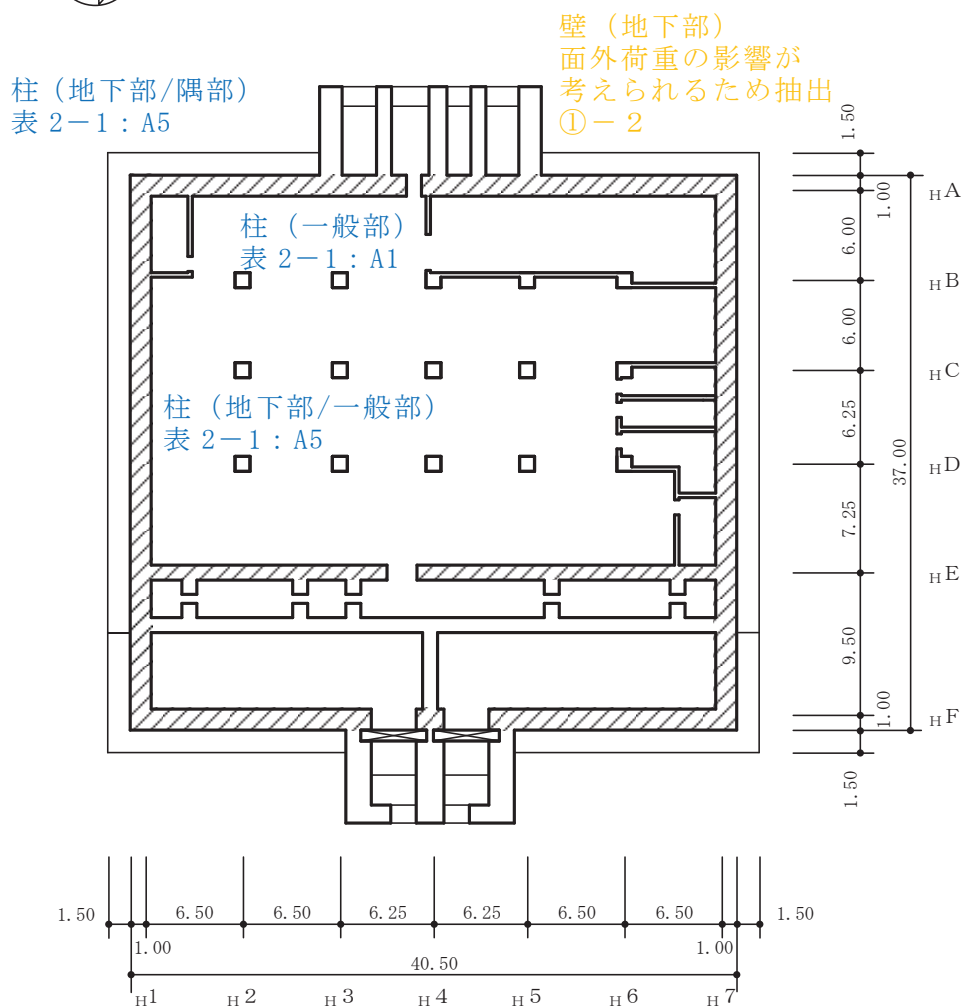 壁（地下部）
面外荷重の影響が
考えられるため抽出
①－２
柱（地下部/隅部）
表 2－1：A5
柱（一般部）
表 2－1：A1
柱（地下部/一般部）
表 2－1：A5
1.50
1.00
HA
6.00
HB
6.00
HC
6.25
HD
37.00
7.25
HE
9.50
1.00
HF
1.50
1.50
6.50
6.50
6.25
6.25
6.50
6.50
1.50
1.00
1.00
40.50
H1
H2
H3
H4
H5
H6
H7